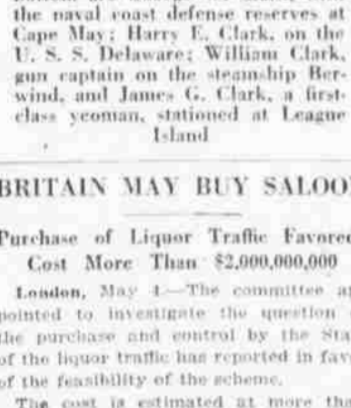 the naval coast defense reserves at
Cape May; Harry E. Clark, on the
U. S. S. Delaware; William Clark,
gun captain on the steamship Ber-
wind, and James G. Clark, a first-
class yeoman, stationed at League
Island
BRITAIN MAY BUY SALOO
Purchase of Liquor Traffic Favored
Cost More Than $2,000,000,000
London, May 4.—The committee ap
pointed to investigate the question
the purchase and control by the Sta
of the liquor traffic has reported in fav
of the feasibility of the scheme.
The cost is estimated at more tha